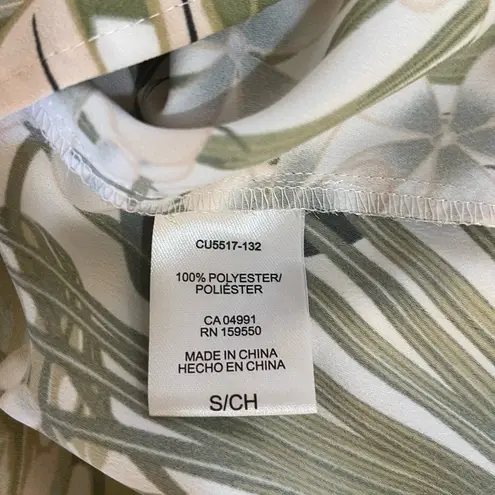 CU5517-132
100% POLYESTER/
POLIÉSTER
CA 04991
RN 159550
MADE IN CHINA
HECHO EN CHINA
S/CH